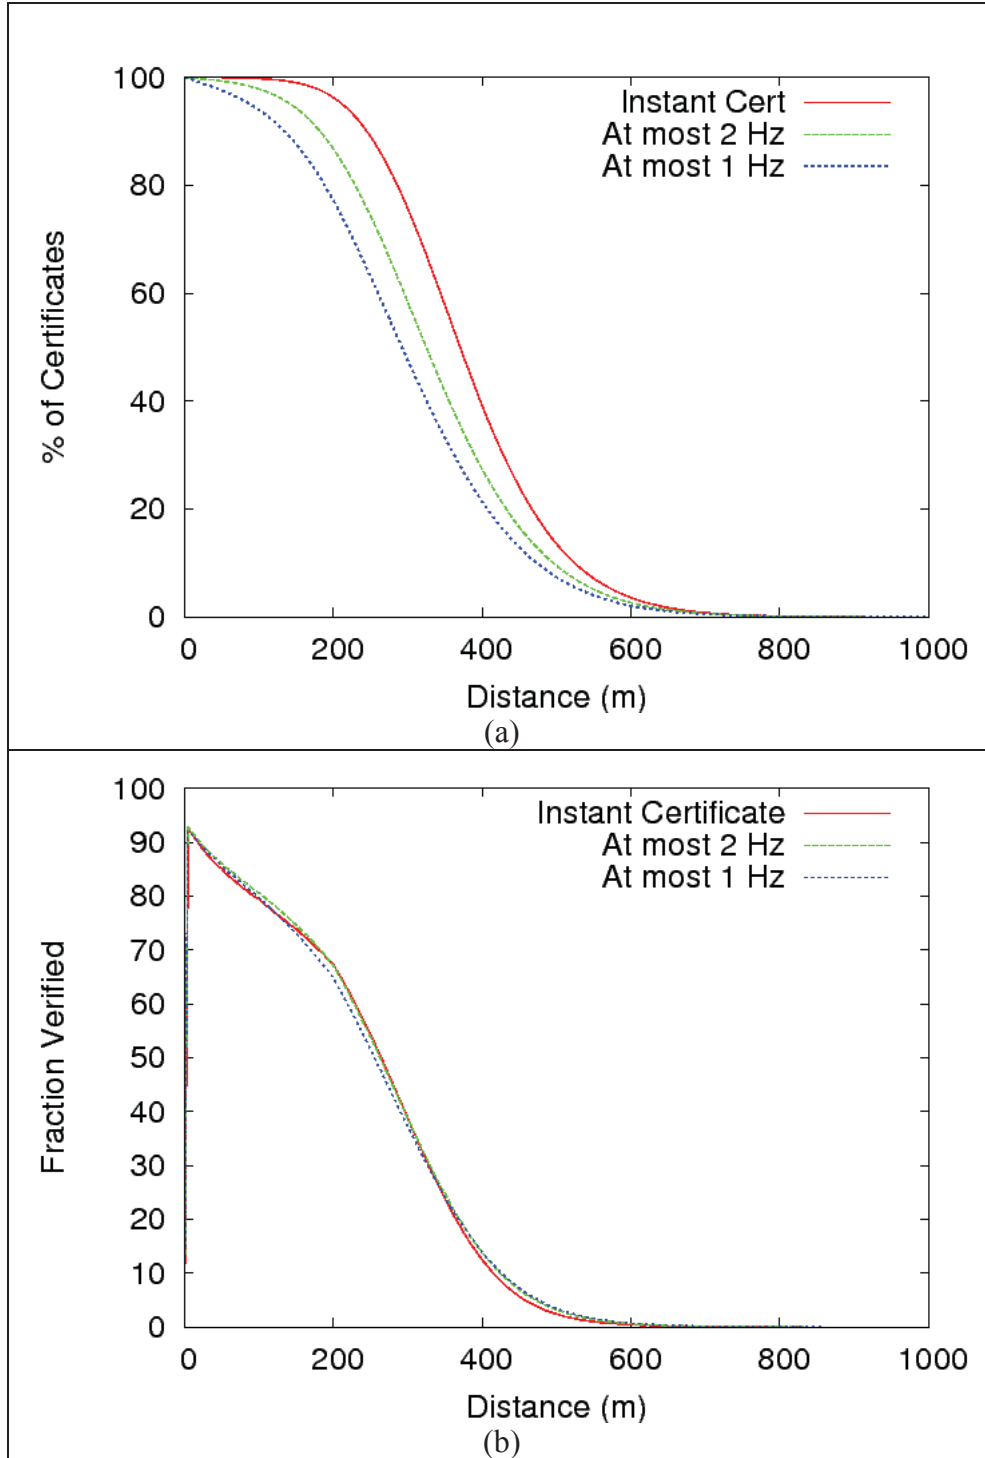 100
80
60
40
20
0
% of Certificates
Instant Cert
At most 2 Hz
At most 1 Hz
0 200 400 600 800 1000
Distance (m)
(a)
100
90
80
70
60
50
40
30
20
10
0
Fraction Verified
Instant Certificate
At most 2 Hz
At most 1 Hz
0 200 400 600 800 1000
Distance (m)
(b)